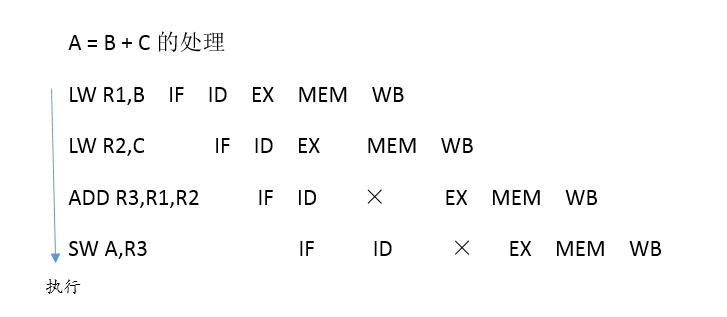 A = B + C 的处理
LW R1,B IF ID EX MEM WB
LW R2,C IF ID EX MEM WB
ADD R3,R1,R2 IF ID × EX MEM WB
SW A,R3 IF ID × EX MEM WB
执行